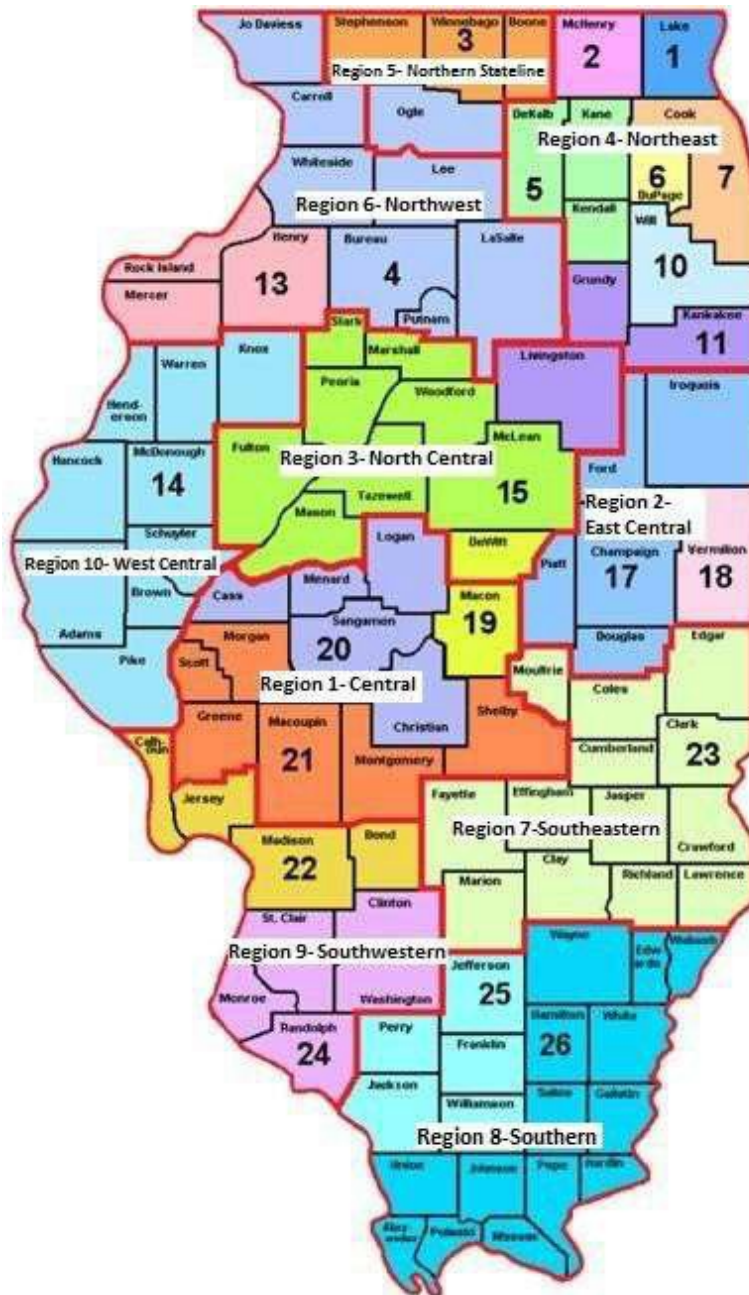 Jo Daviess
Stephenson
Winnebago
Boone
McHenry
Lake
3
2
1
Region 5- Northern Stateline
Carroll
Ogle
DeKalb
Kane
Cook
Region 4- Northeast
Whiteside
Lee
5
6
7
DuPage
Region 6- Northwest
Kendall
Will
Henry
Bureau
LaSalle
Rock Island
13
4
10
Mercer
Grundy
Putnam
Kankakee
11
Stark
Marshall
Knox
Warren
Livingston
Peoria
Woodford
Iroquois
Hend-
erson
Fulton
McLean
Hancock
McDonough
Region 3- North Central
Ford
14
Tazewell
15
Mason
Region 2-
East Central
Schuyler
Logan
DeWitt
Champaign
Vermilion
Region 10- West Central
Piatt
17
18
Menard
Cass
Brown
Macon
Sangamon
19
Adams
Morgan
20
Douglas
Edgar
Pike
Scott
Moultrie
Region 1- Central
Coles
Greene
Macoupin
Shelby
Christian
Clark
Cumberland
23
Calh-
oun
21
Montgomery
Jersey
Fayette
Effingham
Jasper
Region 7-Southeastern
Madison
Bond
Crawford
22
Clay
Marion
Richland
Lawrence
Clinton
St. Clair
Wayne
Edw
ards
Wabash
Region 9- Southwestern
Jefferson
25
Monroe
Washington
Randolph
Perry
Hamilton
White
24
26
Franklin
Jackson
Saline
Gallatin
Williamson
Region 8-Southern
Union
Johnson
Pope
Hardin
Alex-
ander
Pulaski
Massac